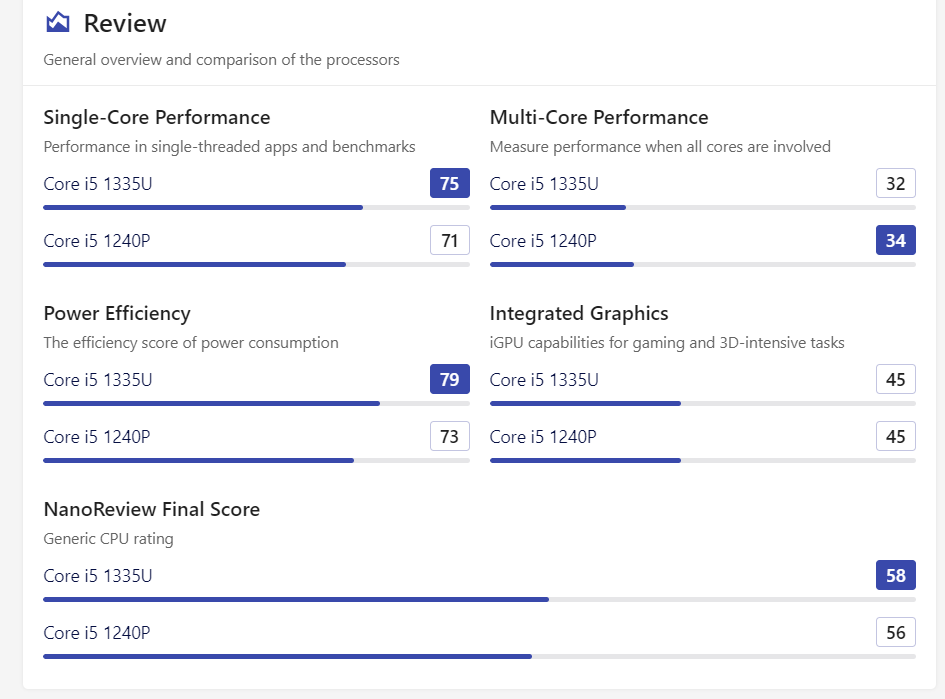 Review
General overview and comparison of the processors
Single-Core Performance
Performance in single-threaded apps and benchmarks
Core i5 1335U 75
Core i5 1240P 71
Multi-Core Performance
Measure performance when all cores are involved
Core i5 1335U 32
Core i5 1240P 34
Power Efficiency
The efficiency score of power consumption
Core i5 1335U 79
Core i5 1240P 73
Integrated Graphics
iGPU capabilities for gaming and 3D-intensive tasks
Core i5 1335U 45
Core i5 1240P 45
NanoReview Final Score
Generic CPU rating
Core i5 1335U 58
Core i5 1240P 56